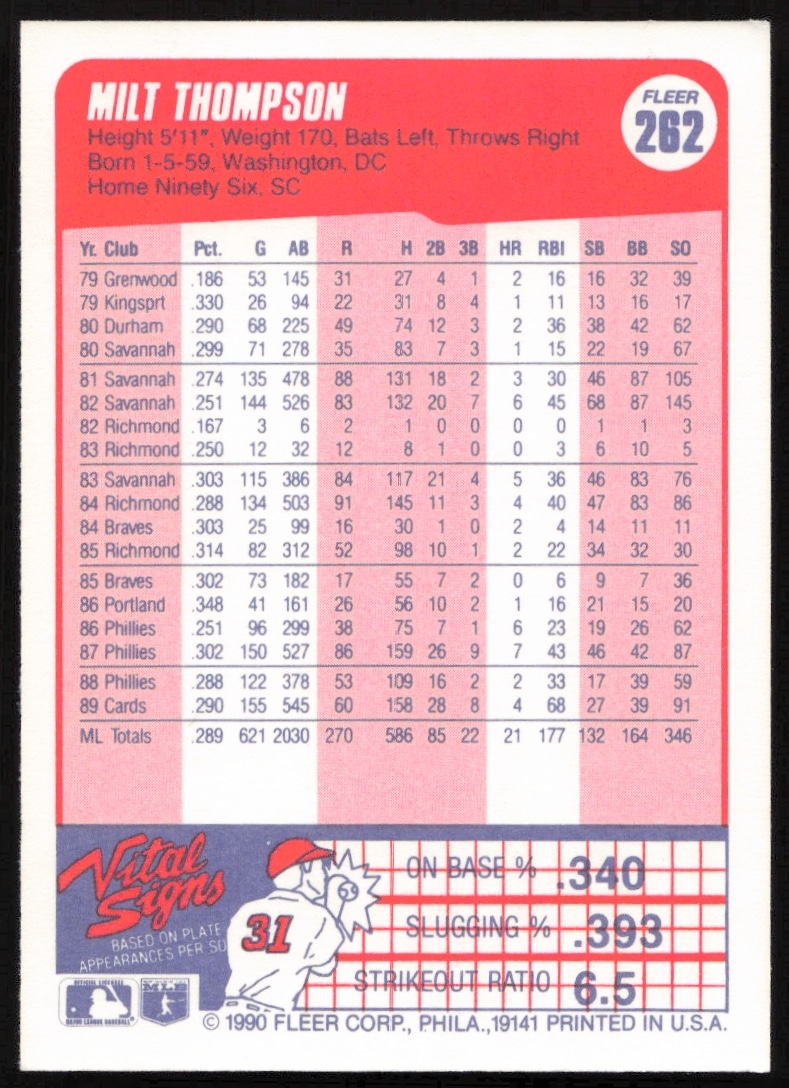 MILT THOMPSON
Height 5'11", Weight 170, Bats Left, Throws Right
Born 1-5-59, Washington, DC
Home Ninety Six, SC
FLEER
262
Yr. Club Pct. G AB R H 2B 3B HR RBI SB BB SO
79 Grenwood .186 53 145 31 27 4 1 2 16 16 32 39
79 Kingsprt .330 26 94 22 31 8 4 1 11 13 16 17
80 Durham .290 68 225 49 74 12 3 2 36 38 42 62
80 Savannah .299 71 278 35 83 7 3 1 15 22 19 67
81 Savannah .274 135 478 88 131 18 2 3 30 46 87 105
82 Savannah .251 144 526 83 132 20 7 6 45 68 87 145
82 Richmond .167 3 6 2 1 0 0 0 0 1 1 3
83 Richmond .250 12 32 12 8 1 0 0 3 6 10 5
83 Savannah .303 115 386 84 117 21 4 5 36 46 83 76
84 Richmond .288 134 503 91 145 11 3 4 40 47 83 86
84 Braves .303 25 99 16 30 1 0 2 4 14 11 11
85 Richmond .314 82 312 52 98 10 1 2 22 34 32 30
85 Braves .302 73 182 17 55 7 2 0 6 9 7 36
86 Portland .348 41 161 26 56 10 2 1 16 21 15 20
86 Phillies .251 96 299 38 75 7 1 6 23 19 26 62
87 Phillies .302 150 527 86 159 26 9 7 43 46 42 87
88 Phillies .288 122 378 53 109 16 2 2 33 17 39 59
89 Cards .290 155 545 60 158 28 8 4 68 27 39 91
ML Totals .289 621 2030 270 586 85 22 21 177 132 164 346
Vital
Signs
BASED ON PLATE
APPEARANCES PER SO
31
ON BASE % .340
SLUGGING % .393
STRIKEOUT RATIO 6.5
MAJOR LEAGUE BASEBALL
MLB
© 1990 FLEER CORP., PHILA.,19141 PRINTED IN U.S.A.